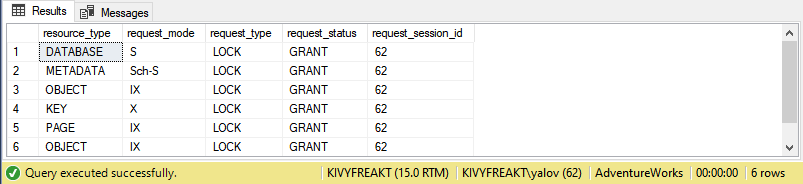 Results Messages
resource_type request_mode request_type request_status request_session_id
1 DATABASE S LOCK GRANT 62
2 METADATA Sch-S LOCK GRANT 62
3 OBJECT IX LOCK GRANT 62
4 KEY X LOCK GRANT 62
5 PAGE IX LOCK GRANT 62
6 OBJECT IX LOCK GRANT 62
Query executed successfully. KIVYFREAKT (15.0 RTM) KIVYFREAKT\yalov (62) AdventureWorks 00:00:00 6 rows